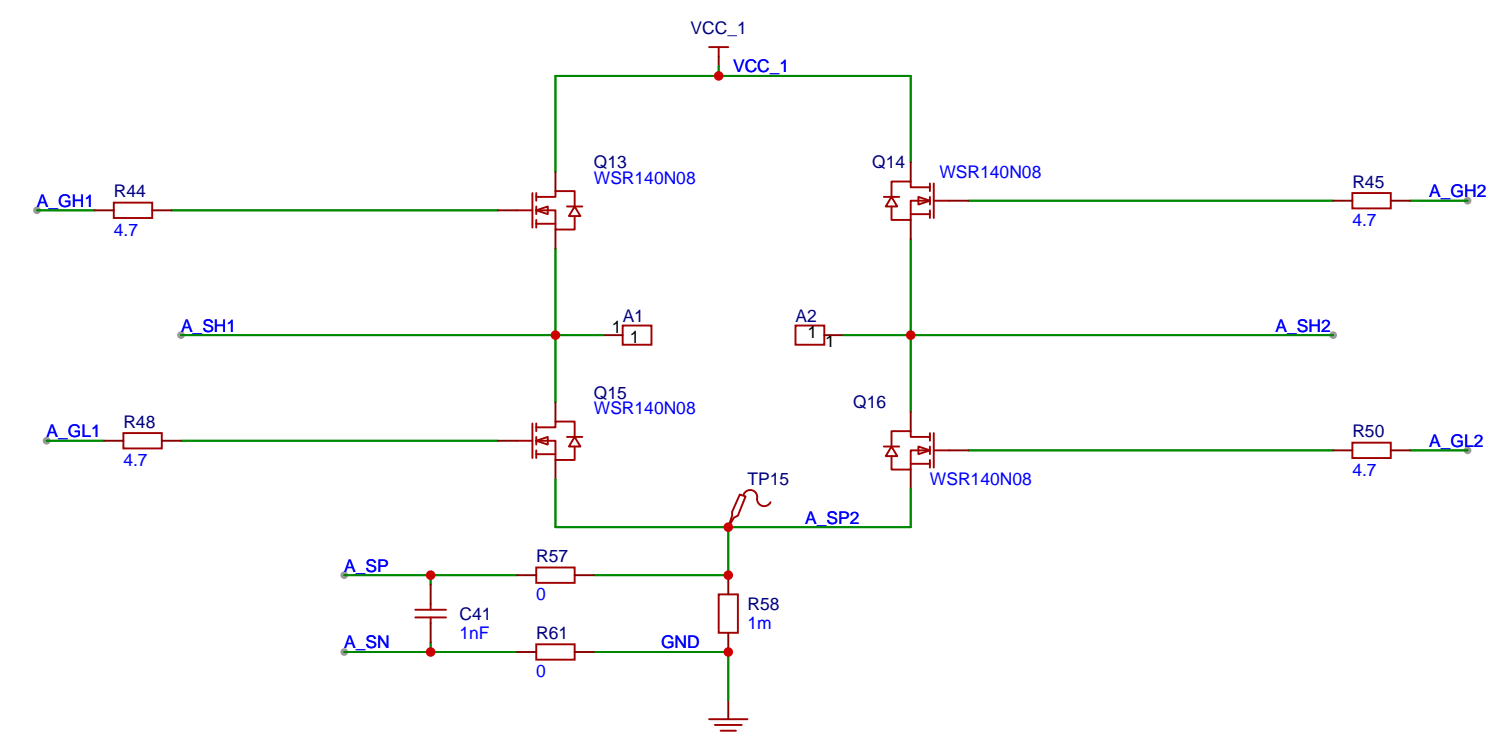 VCC_1
VCC_1
Q13
WSR140N08
Q14
WSR140N08
A_GH1
R44
4.7
R45
4.7
A_GH2
A_SH1
1
A1
1
A2
1
1
A_SH2
Q15
WSR140N08
Q16
WSR140N08
A_GL1
R48
4.7
R50
4.7
A_GL2
TP15
A_SP2
A_SP
R57
0
C41
1nF
R58
1m
A_SN
R61
0
GND